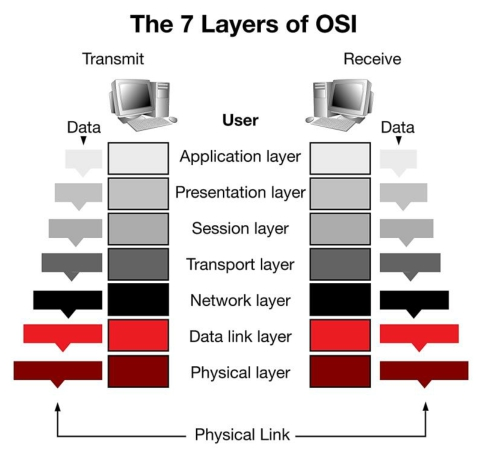 The 7 Layers of OSI
Transmit
Receive
User
Data
Data
Application layer
Presentation layer
Session layer
Transport layer
Network layer
Data link layer
Physical layer
Physical Link